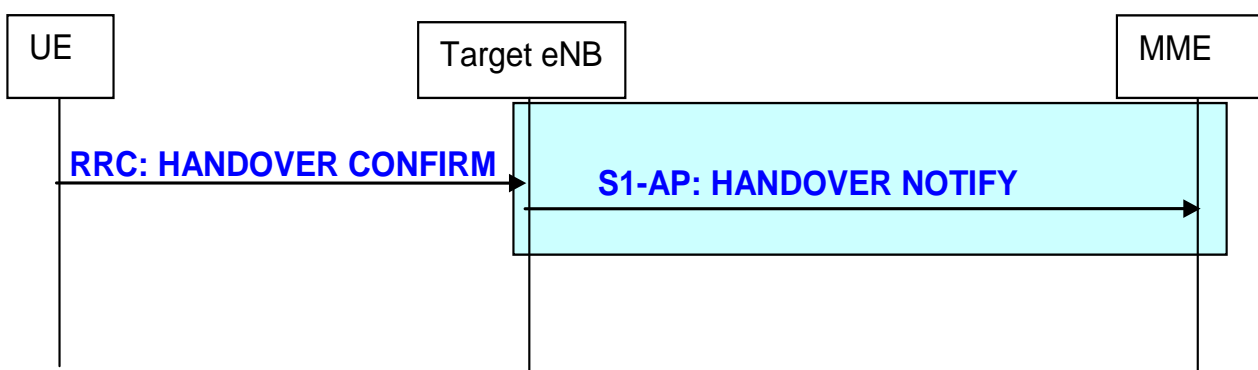 UE
Target eNB
MME
RRC: HANDOVER CONFIRM
S1-AP: HANDOVER NOTIFY